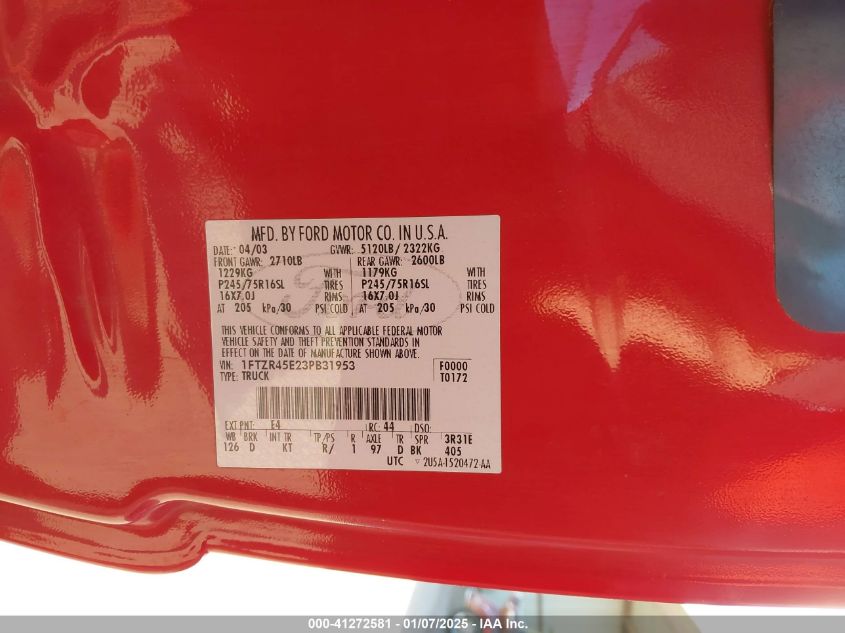 MFD. BY FORD MOTOR CO. IN U.S.A.
DATE: 04/03 GVWR: 5120LB/ 2322KG
FRONT GAWR: 2710LB REAR GAWR: 2600LB
1229KG WITH 1179KG WITH
P245/75R16SL TIRES P245/75R16SL TIRES
16X7.0J RIMS 16X7.0J RIMS
AT 205 kPa/30 PSI COLD AT 205 kPa/30 PSI COLD
THIS VEHICLE CONFORMS TO ALL APPLICABLE FEDERAL MOTOR
VEHICLE SAFETY AND THEFT PREVENTION STANDARDS IN
EFFECT ON THE DATE OF MANUFACTURE SHOWN ABOVE.
VIN: 1FTZR45E23PB31953 F0000
TYPE: TRUCK T0172
EXT PNT: E4 RC: 44 DSO:
WB BRK INT TR TP/PS R AXLE TR SPR 3R31E
126 D KT R/ 1 97 D BK 405
UTC ▽ 2U5A-1520472-AA
Ford
000-41272581 - 01/07/2025 - IAA Inc.